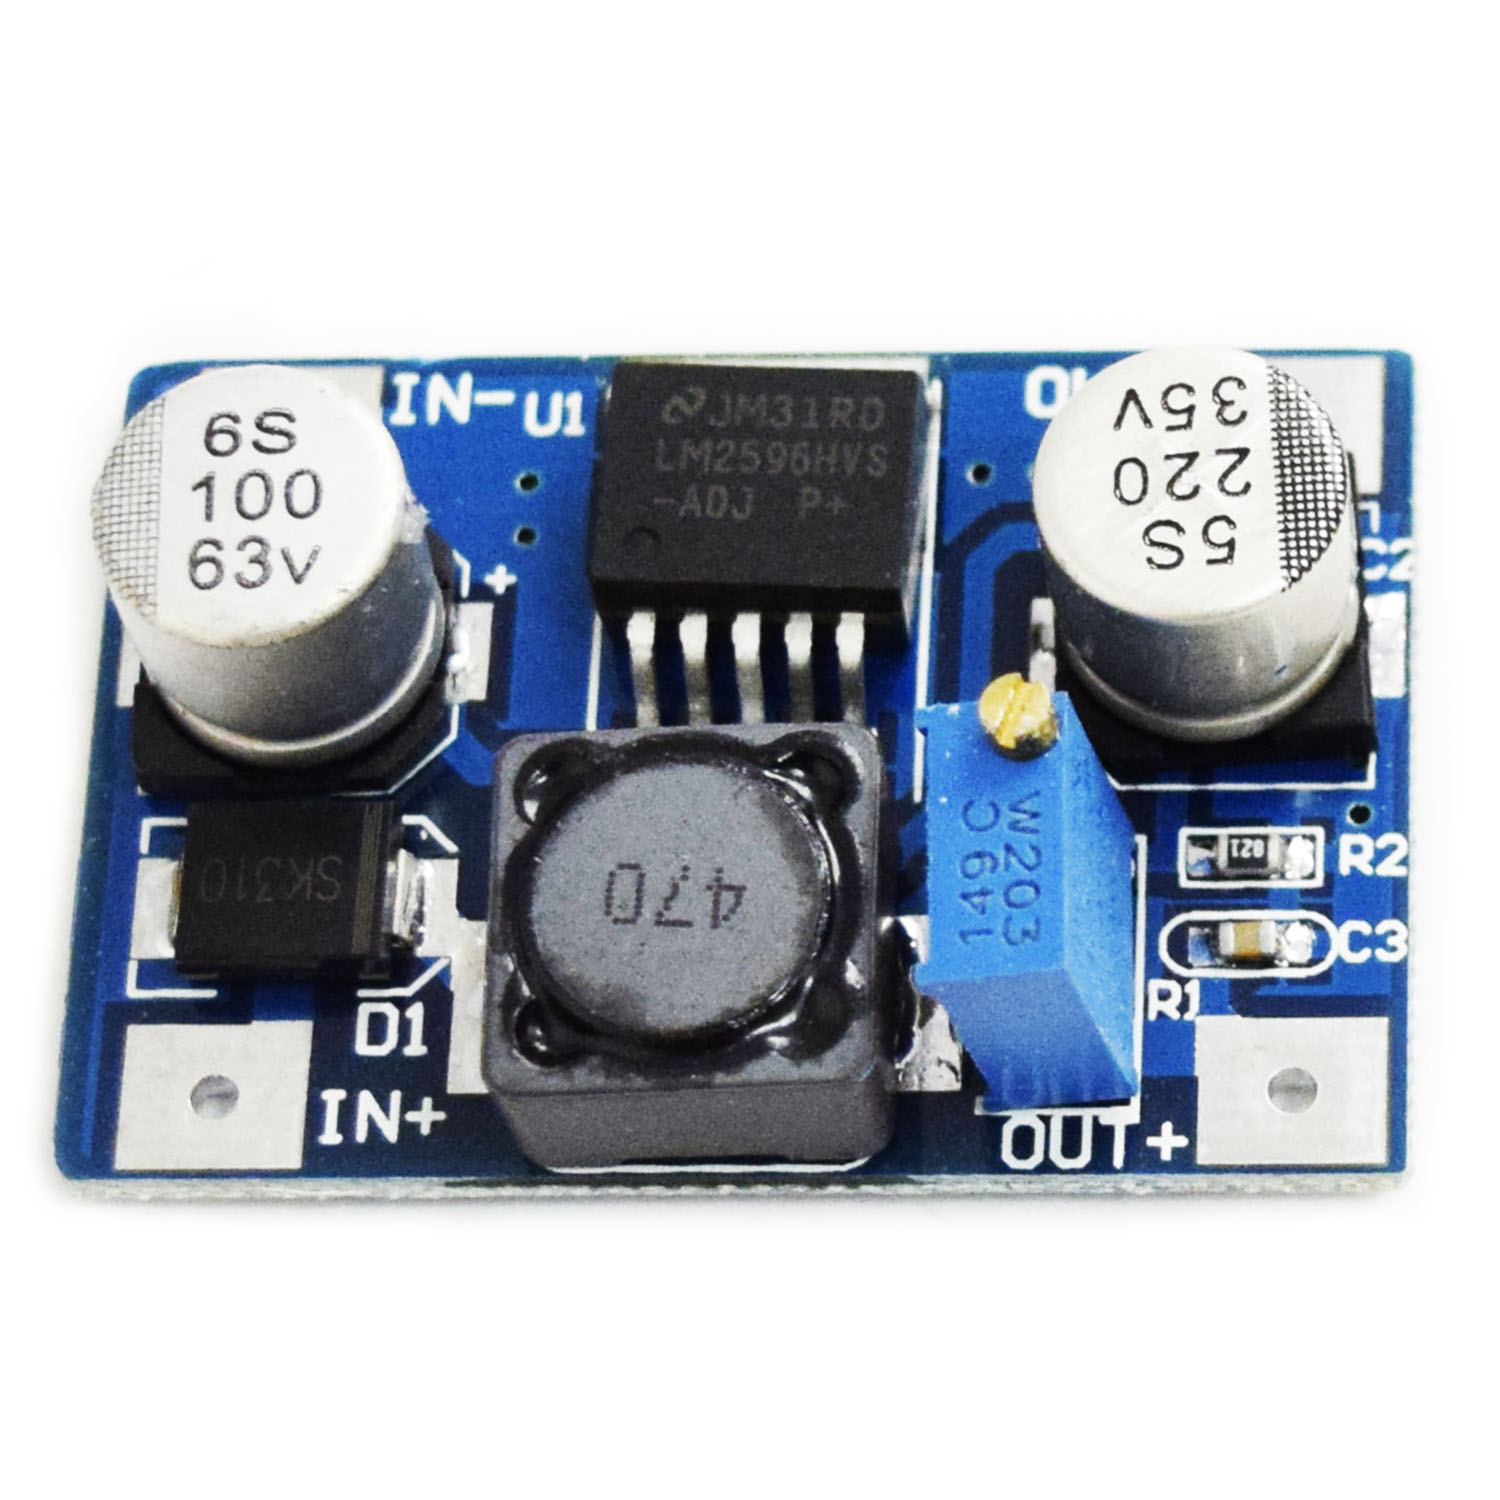 IN-
U1
6S
100
63V
+
JM31RD
LM2596HVS
-ADJ P+
5S
220
35V
C2
SK310
D1
IN+
470
W203
149C
821
R2
C3
R1
OUT+